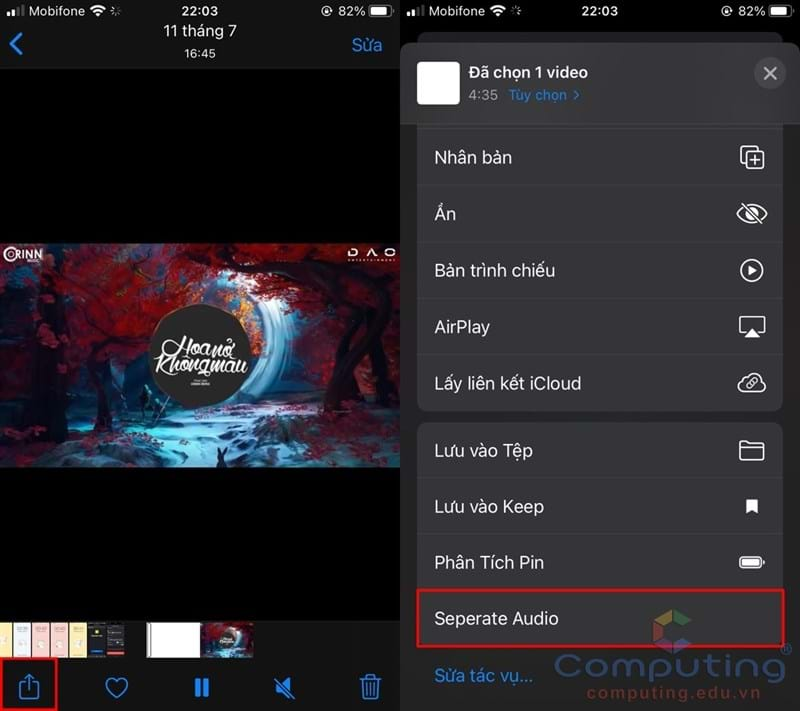 Mobifone
22:03
82%
11 tháng 7
16:45
Sửa
ORINN
DAO
ENTERTAINMENT
Hoa nở
Không màu
Mobifone
22:03
82%
Đã chọn 1 video
4:35 Tùy chọn >
Nhân bản
Ẩn
Bản trình chiếu
AirPlay
Lấy liên kết iCloud
Lưu vào Tệp
Lưu vào Keep
Phân Tích Pin
Seperate Audio
Sửa tác vụ...
Computing®
computing.edu.vn